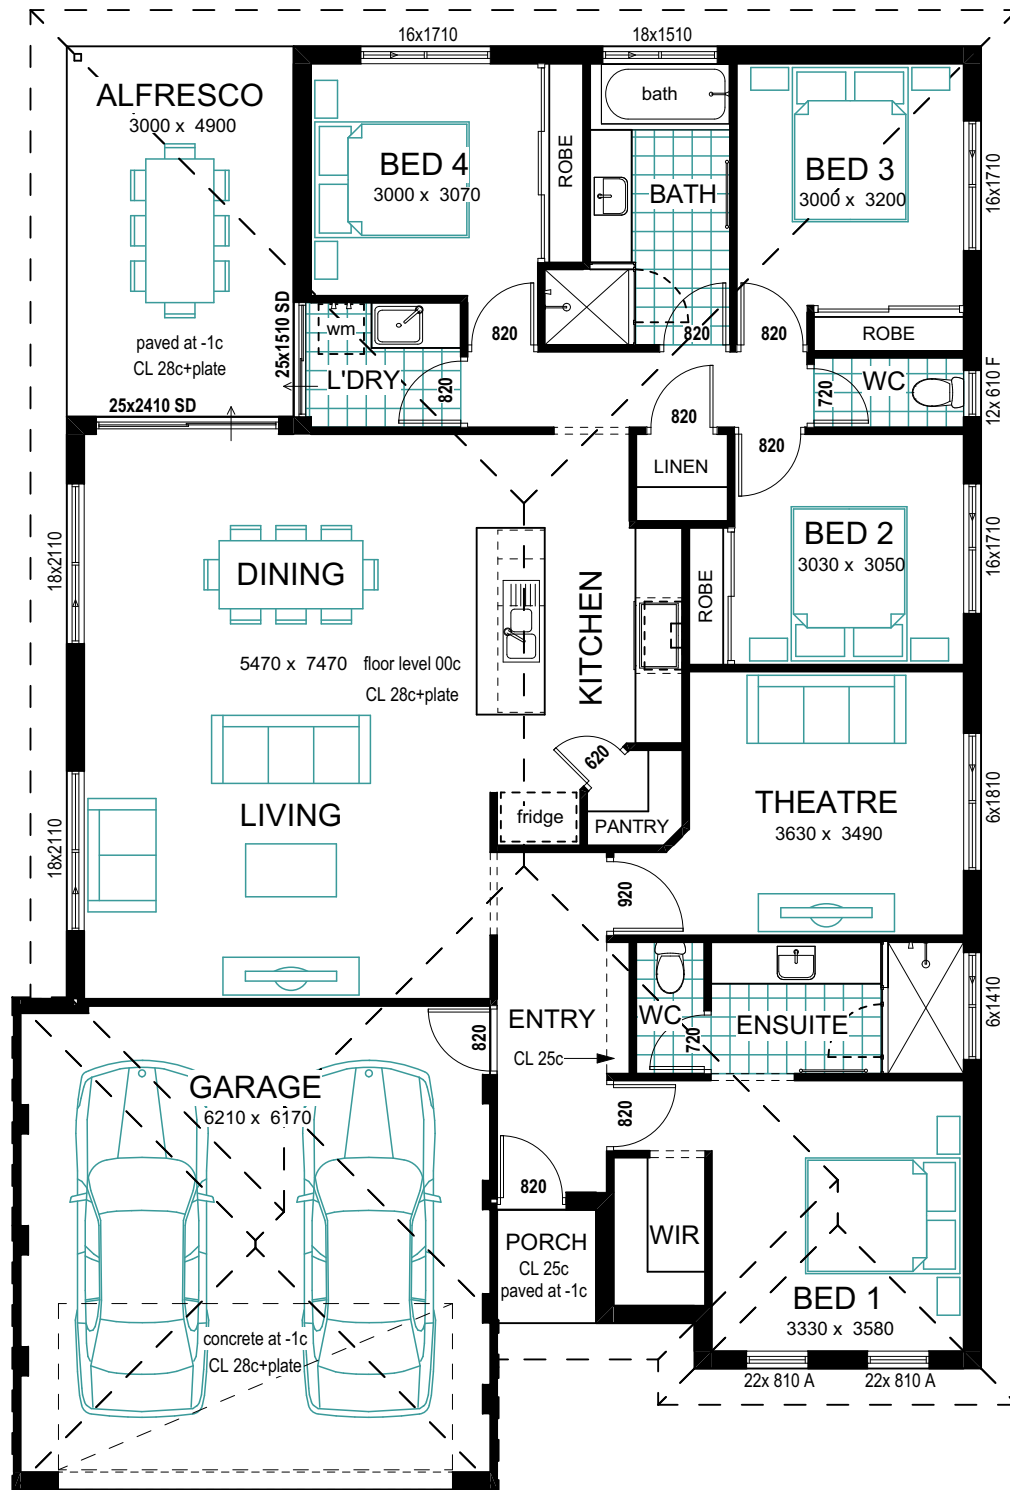 16x1710
18x1510
ALFRESCO
3000 x 4900
bath
BED 4
3000 x 3070
ROBE
BATH
BED 3
3000 x 3200
16x1710
paved at -1c
CL 28c+plate
25x1510 SD
wm
820
820
820
ROBE
L'DRY
820
720
WC
12x 610 F
25x2410 SD
820
820
LINEN
18x2110
DINING
BED 2
3030 x 3050
16x1710
ROBE
5470 x 7470
floor level 00c
CL 28c+plate
KITCHEN
620
LIVING
fridge
PANTRY
THEATRE
3630 x 3490
6x1810
18x2110
920
820
ENTRY
CL 25c
WC
720
ENSUITE
6x1410
GARAGE
6210 x 6170
820
820
PORCH
CL 25c
paved at -1c
WIR
BED 1
3330 x 3580
concrete at -1c
CL 28c+plate
22x 810 A
22x 810 A